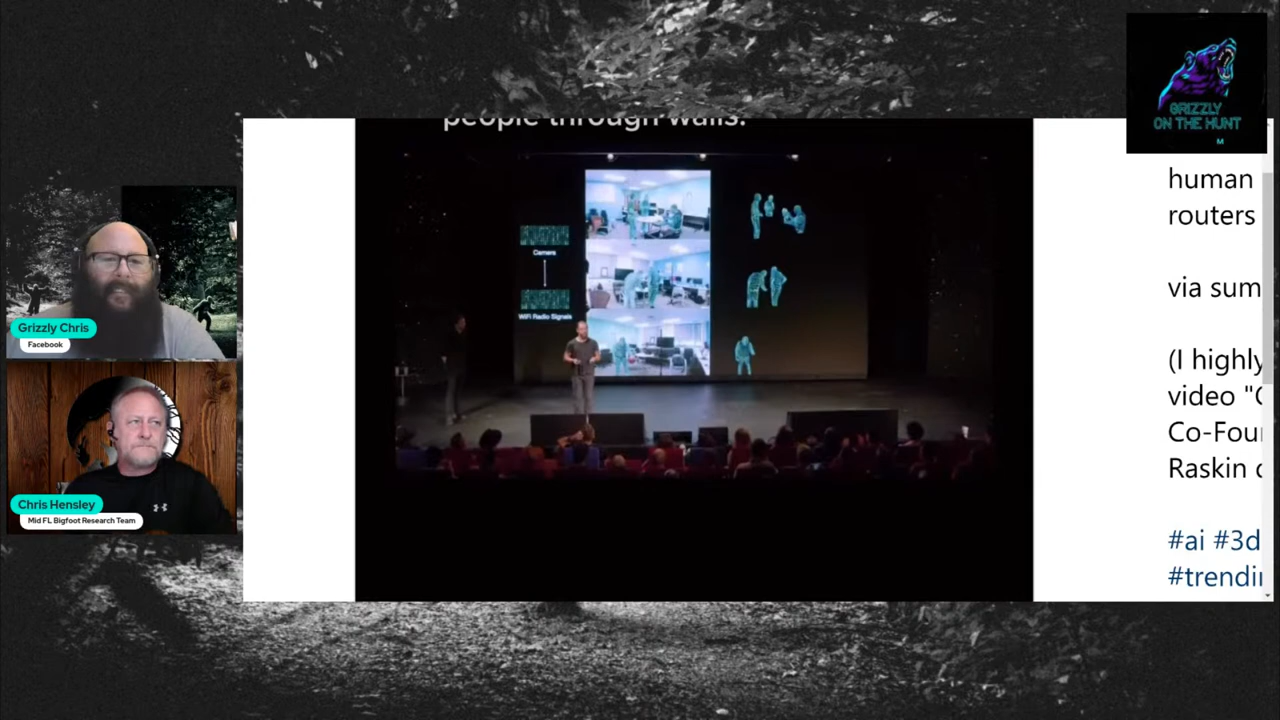 GRIZZLY
ON THE HUNT
M
people through walls.
Camera
WiFi Radio Signals
human
routers
via sum
(I highly
video "C
Co-Four
Raskin
#ai #3d
#trendin
Grizzly Chris
Facebook
Chris Hensley
Mid FL Bigfoot Research Team